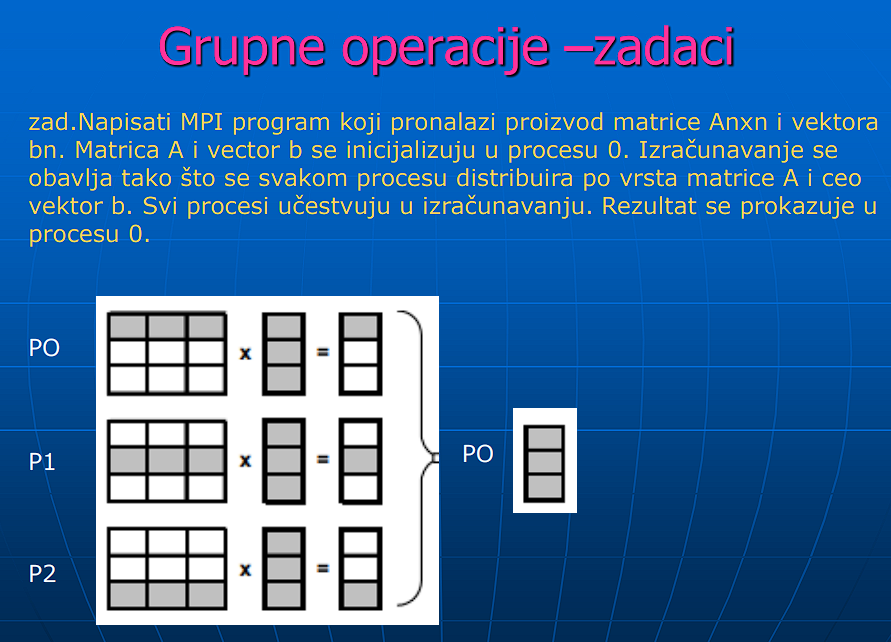 Grupne operacije –zadaci
zad.Napisati MPI program koji pronalazi proizvod matrice Anxn i vektora
bn. Matrica A i vector b se inicijalizuju u procesu 0. Izračunavanje se
obavlja tako što se svakom procesu distribuira po vrsta matrice A i ceo
vektor b. Svi procesi učestvuju u izračunavanju. Rezultat se prokazuje u
procesu 0.
PO
x
=
P1
x
=
PO
P2
x
=